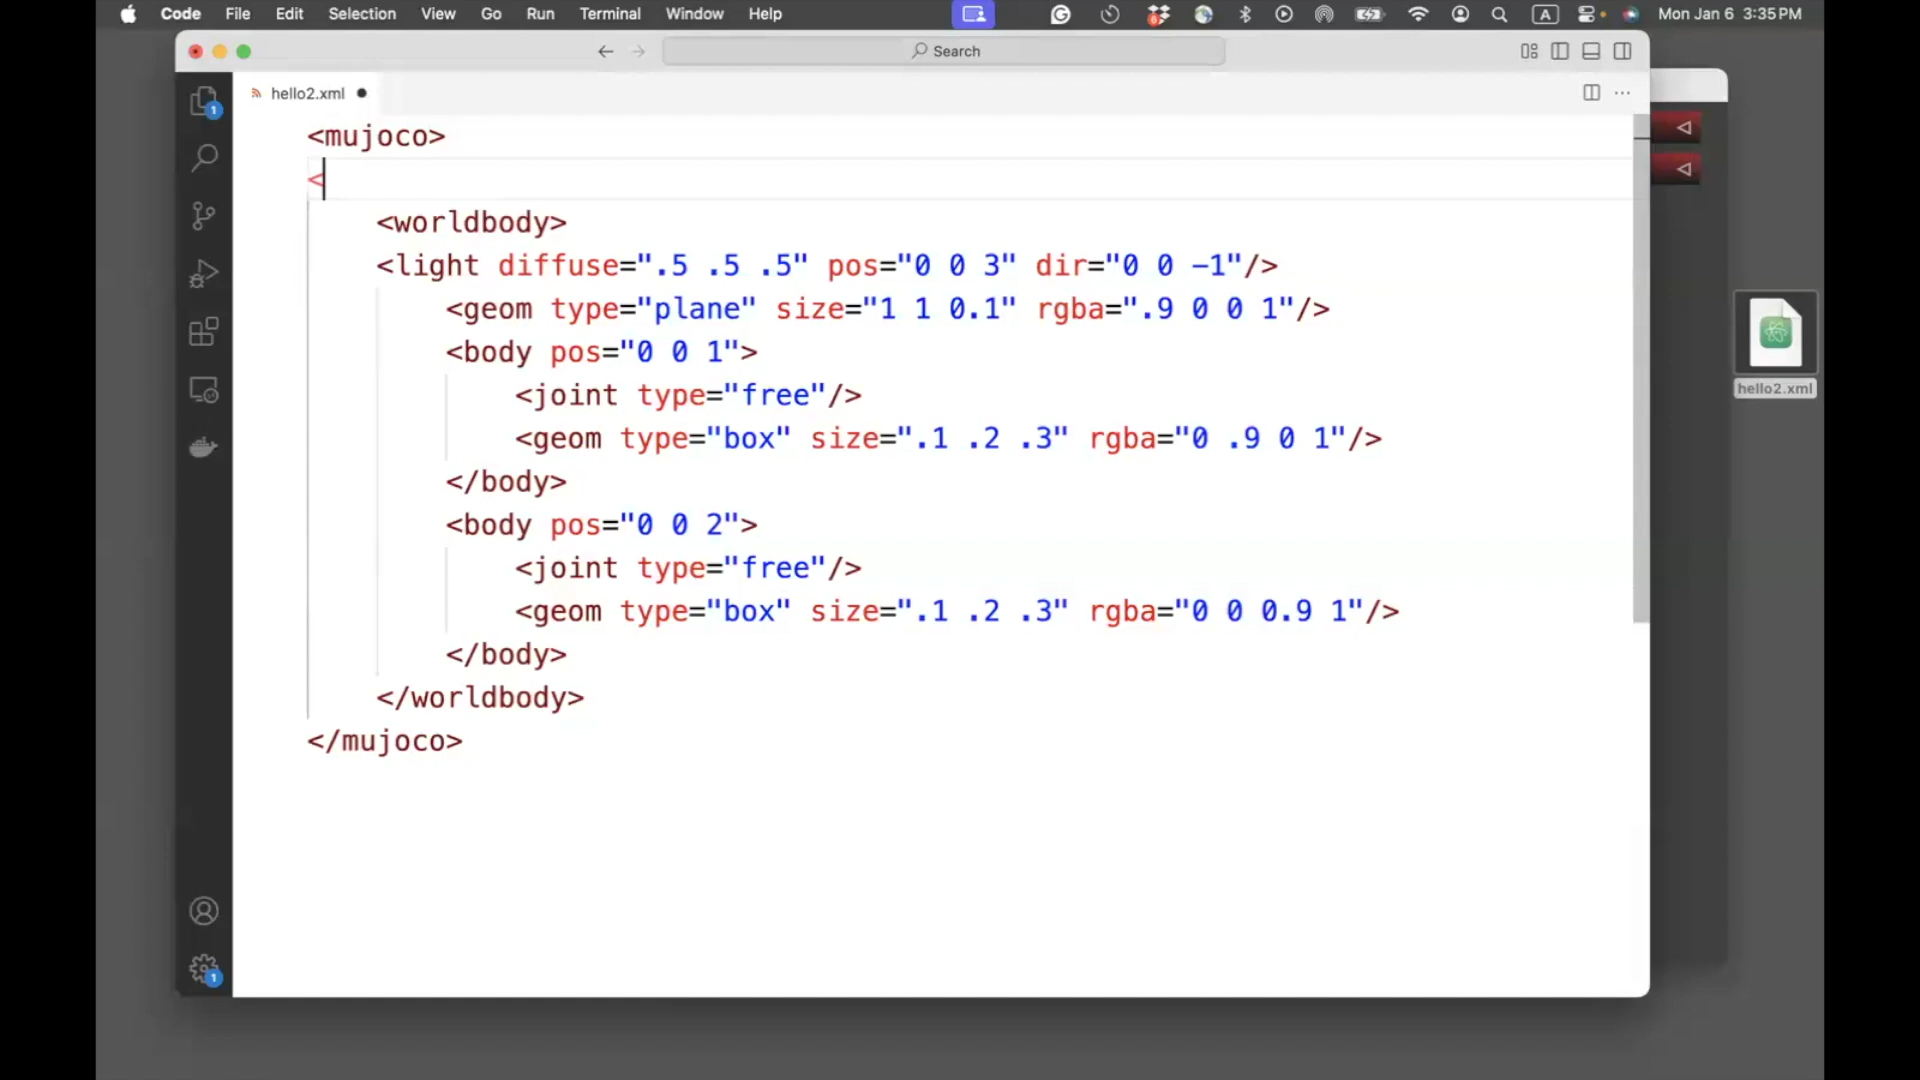 Code File Edit Selection View Go Run Terminal Window Help A Mon Jan 6 3:35 PM
Search
hello2.xml
1
<mujoco>
<
<worldbody>
<light diffuse=".5 .5 .5" pos="0 0 3" dir="0 0 -1"/>
<geom type="plane" size="1 1 0.1" rgba=".9 0 0 1"/>
<body pos="0 0 1">
<joint type="free"/>
<geom type="box" size=".1 .2 .3" rgba="0 .9 0 1"/>
</body>
<body pos="0 0 2">
<joint type="free"/>
<geom type="box" size=".1 .2 .3" rgba="0 0 0.9 1"/>
</body>
</worldbody>
</mujoco>
hello2.xml
1